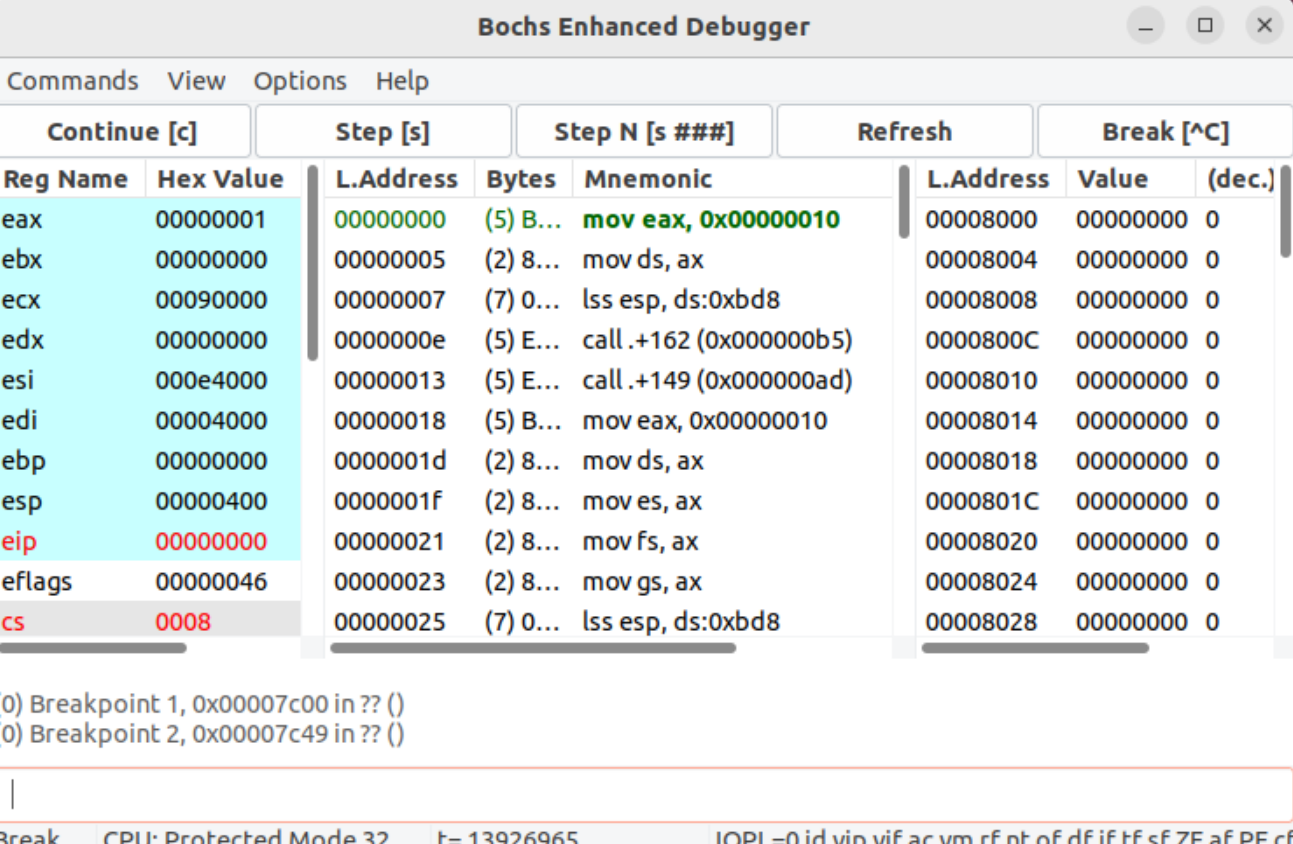 Bochs Enhanced Debugger
Commands View Options Help
Continue [c] Step [s] Step N [s ###] Refresh Break [^C]
Reg Name Hex Value L.Address Bytes Mnemonic L.Address Value (dec.)
eax 00000001 00000000 (5) B... mov eax, 0x00000010 00008000 00000000 0
ebx 00000000 00000005 (2) 8... mov ds, ax 00008004 00000000 0
ecx 00090000 00000007 (7) 0... lss esp, ds:0xbd8 00008008 00000000 0
edx 00000000 0000000e (5) E... call .+162 (0x000000b5) 0000800C 00000000 0
esi 000e4000 00000013 (5) E... call .+149 (0x000000ad) 00008010 00000000 0
edi 00004000 00000018 (5) B... mov eax, 0x00000010 00008014 00000000 0
ebp 00000000 0000001d (2) 8... mov ds, ax 00008018 00000000 0
esp 00000400 0000001f (2) 8... mov es, ax 0000801C 00000000 0
eip 00000000 00000021 (2) 8... mov fs, ax 00008020 00000000 0
eflags 00000046 00000023 (2) 8... mov gs, ax 00008024 00000000 0
cs 0008 00000025 (7) 0... lss esp, ds:0xbd8 00008028 00000000 0
(0) Breakpoint 1, 0x00007c00 in ?? ()
(0) Breakpoint 2, 0x00007c49 in ?? ()
Break CPU: Protected Mode 32 t= 13926965 IOPL=0 id vip vif ac vm rf nt of df if tf sf ZF af PF cf